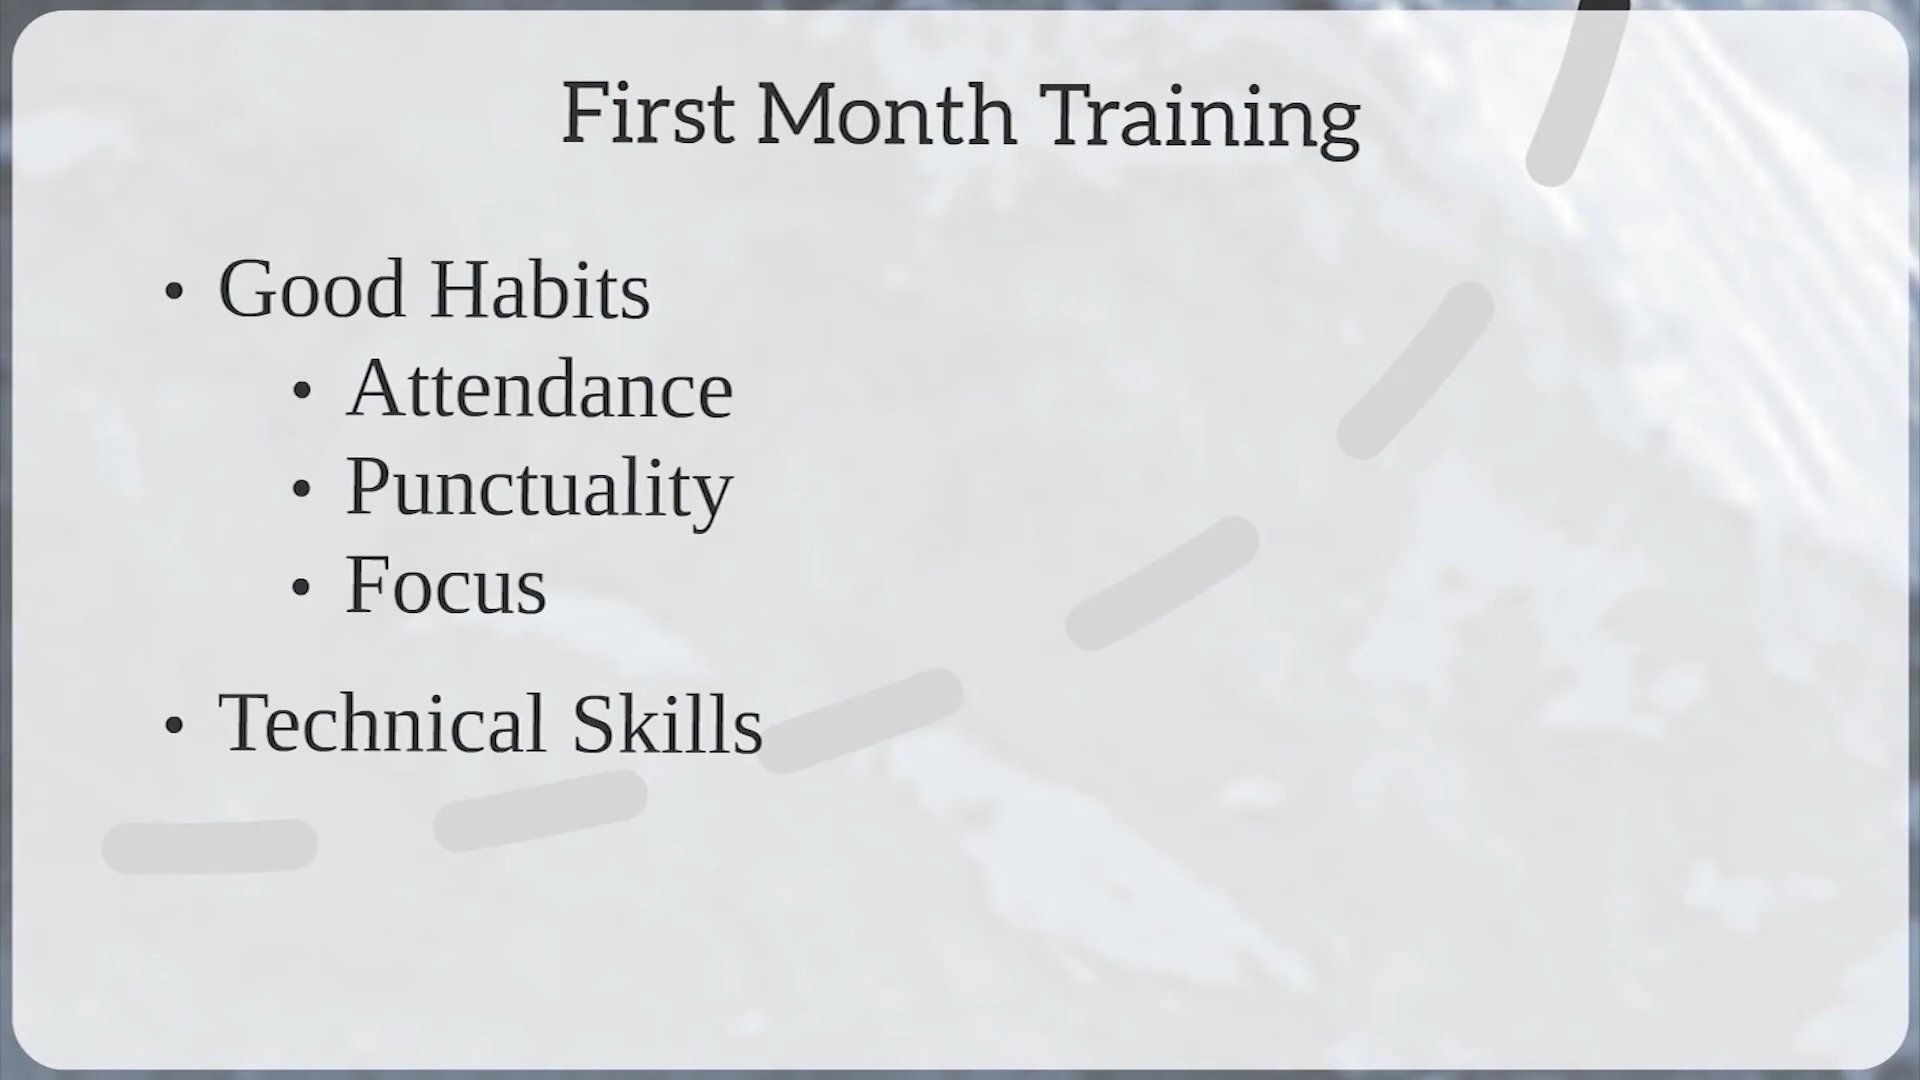 First Month Training
• Good Habits
• Attendance
• Punctuality
• Focus
• Technical Skills